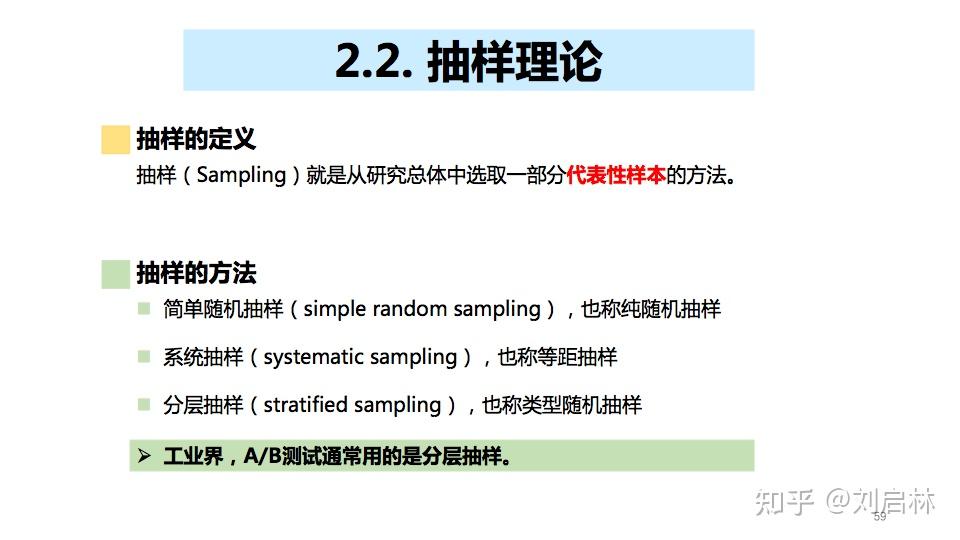 2.2. 抽样理论
抽样的定义
抽样（Sampling）就是从研究总体中选取一部分代表性样本的方法。
抽样的方法
简单随机抽样（simple random sampling），也称纯随机抽样
系统抽样（systematic sampling），也称等距抽样
分层抽样（stratified sampling），也称类型随机抽样
工业界，A/B测试通常用的是分层抽样。
知乎 @刘启林
59